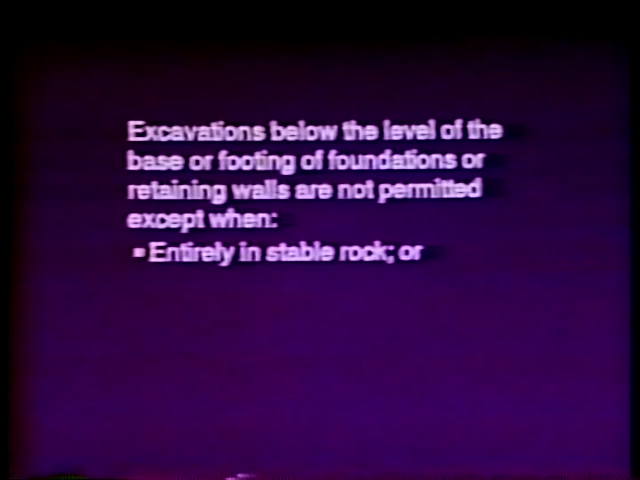 Excavations below the level of the
base or footing of foundations or
retaining walls are not permitted
except when:
▪ Entirely in stable rock; or